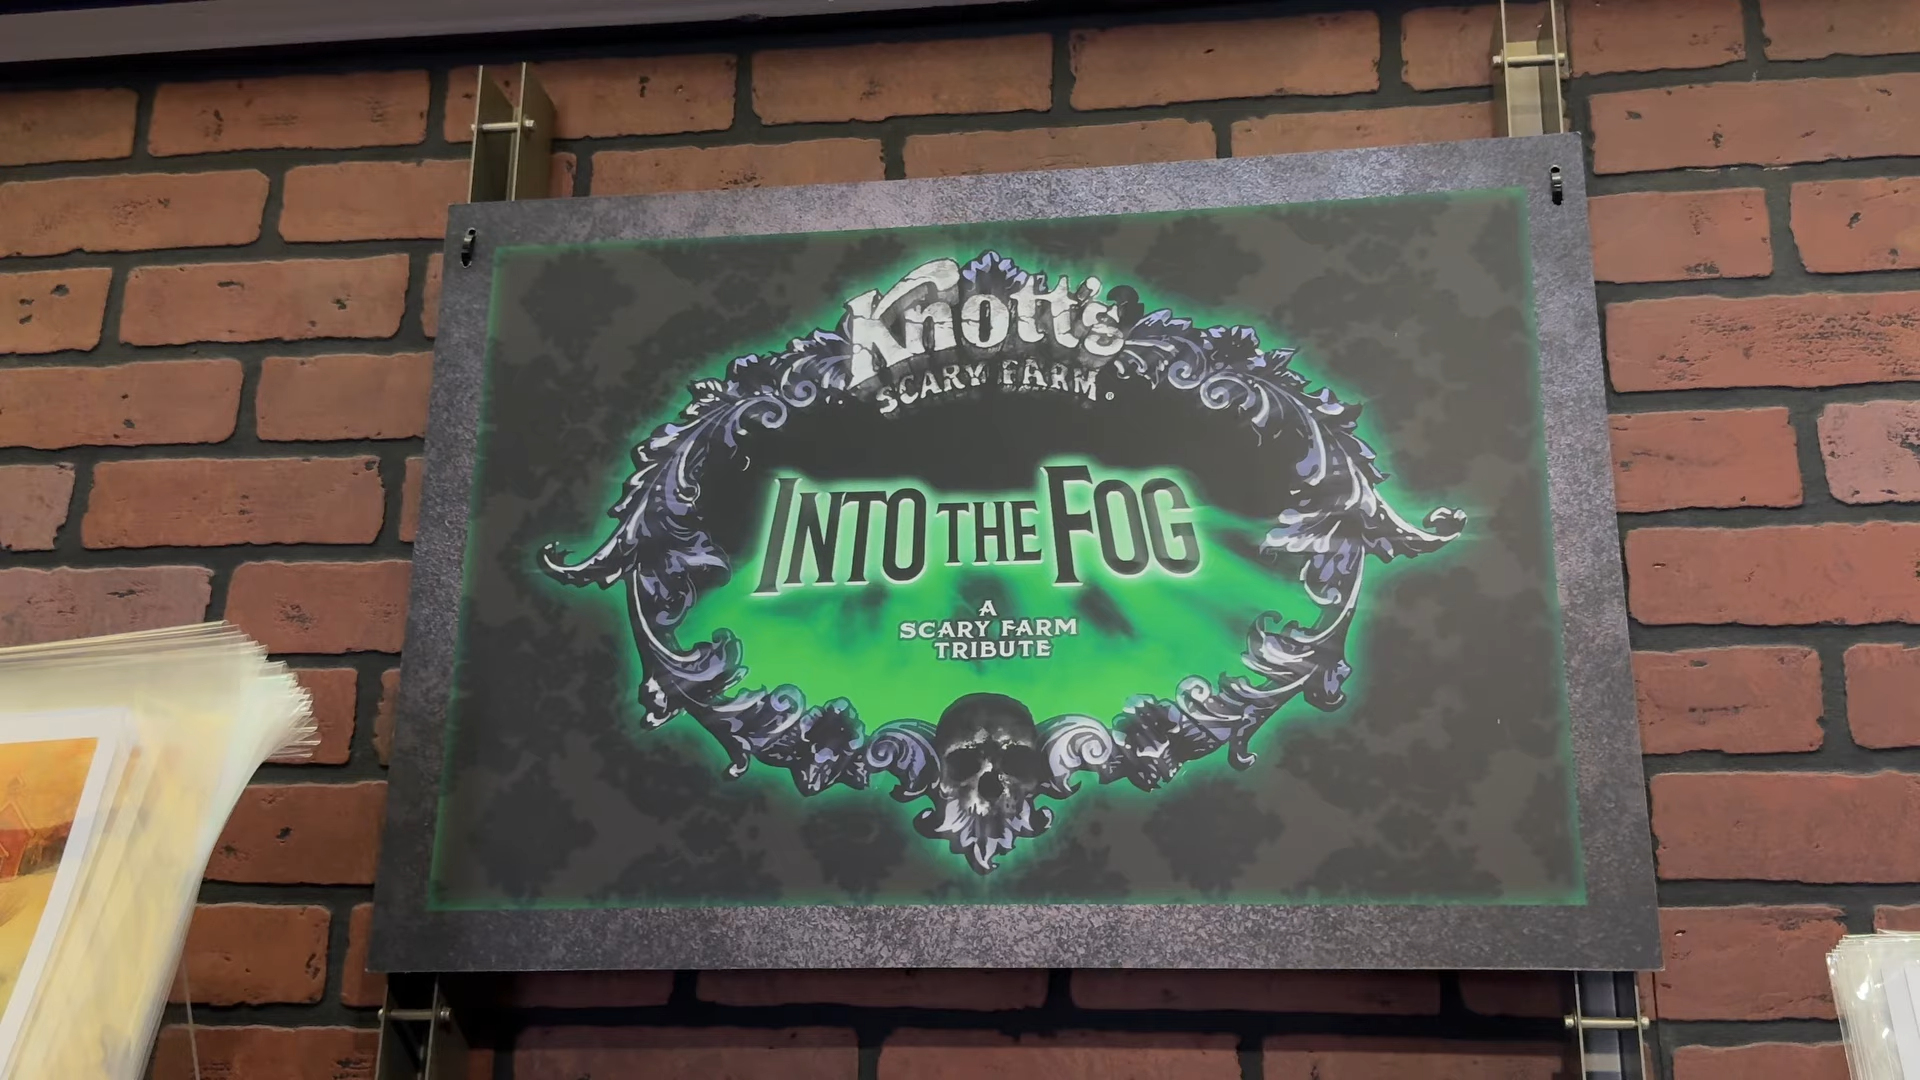 Knott's
SCARY FARM®
INTO THE FOG
A
SCARY FARM
TRIBUTE